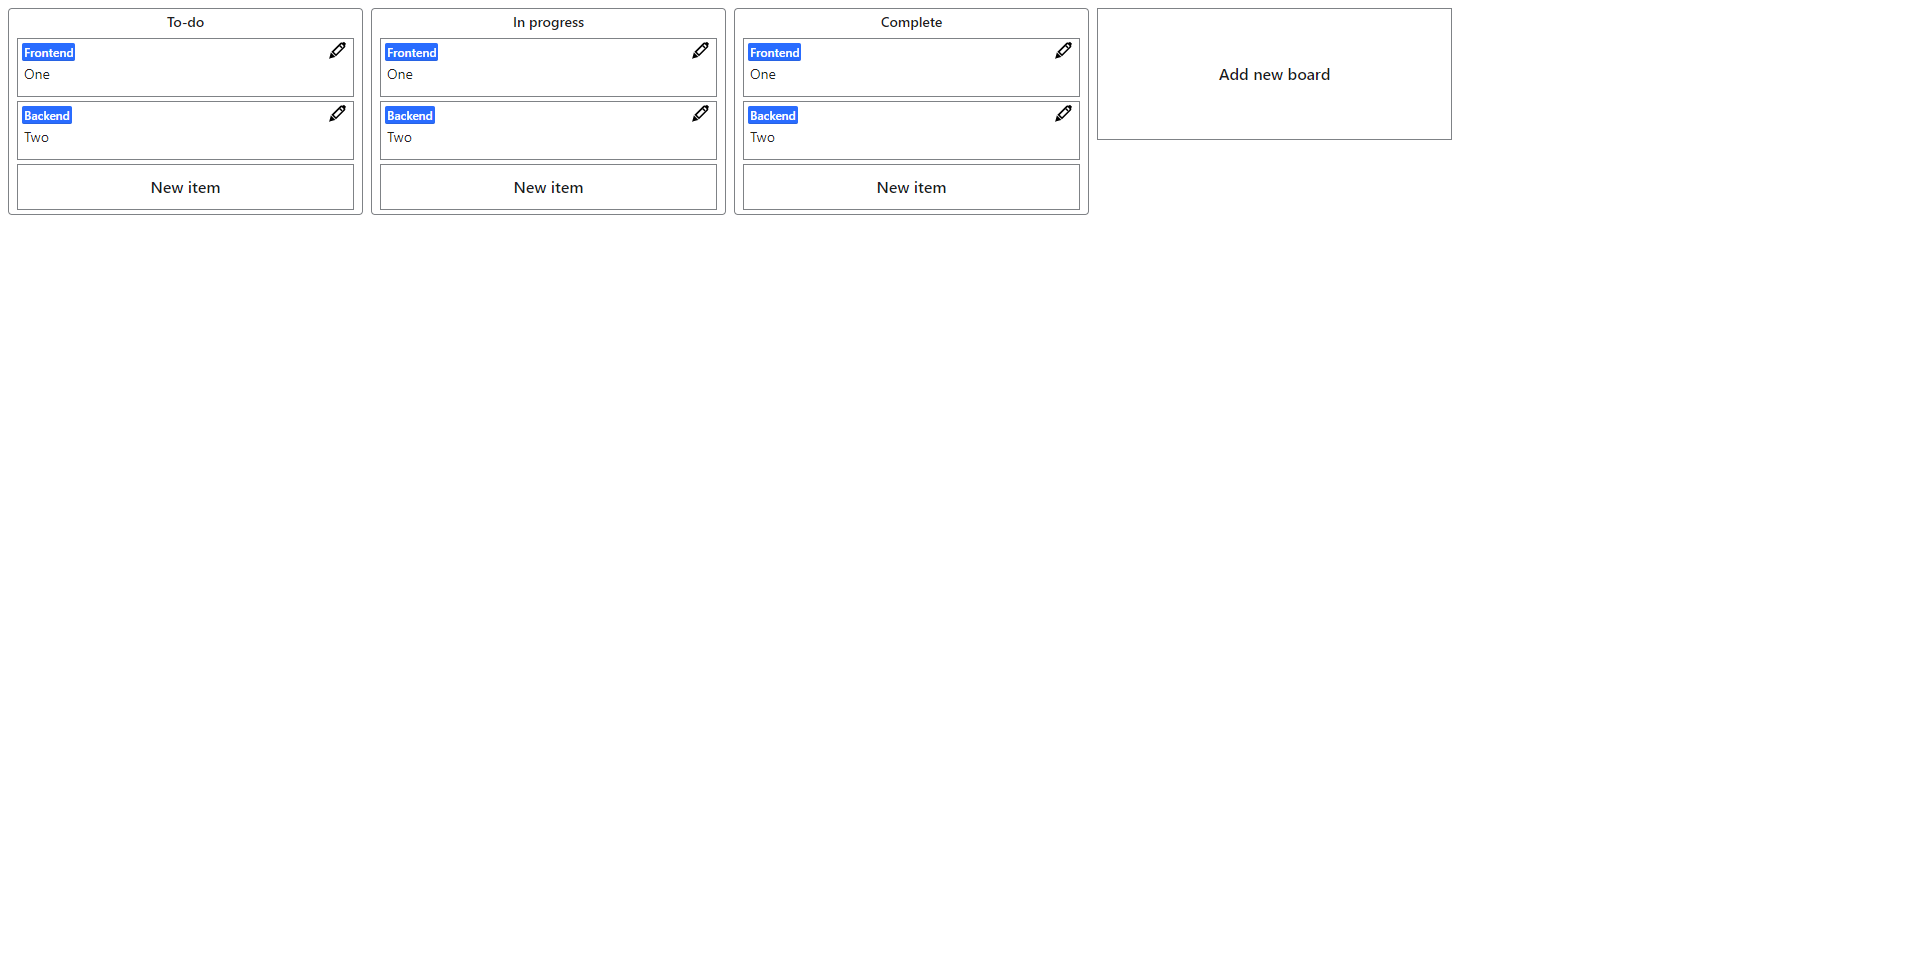 To-do
Frontend
One
Backend
Two
New item
In progress
Frontend
One
Backend
Two
New item
Complete
Frontend
One
Backend
Two
New item
Add new board